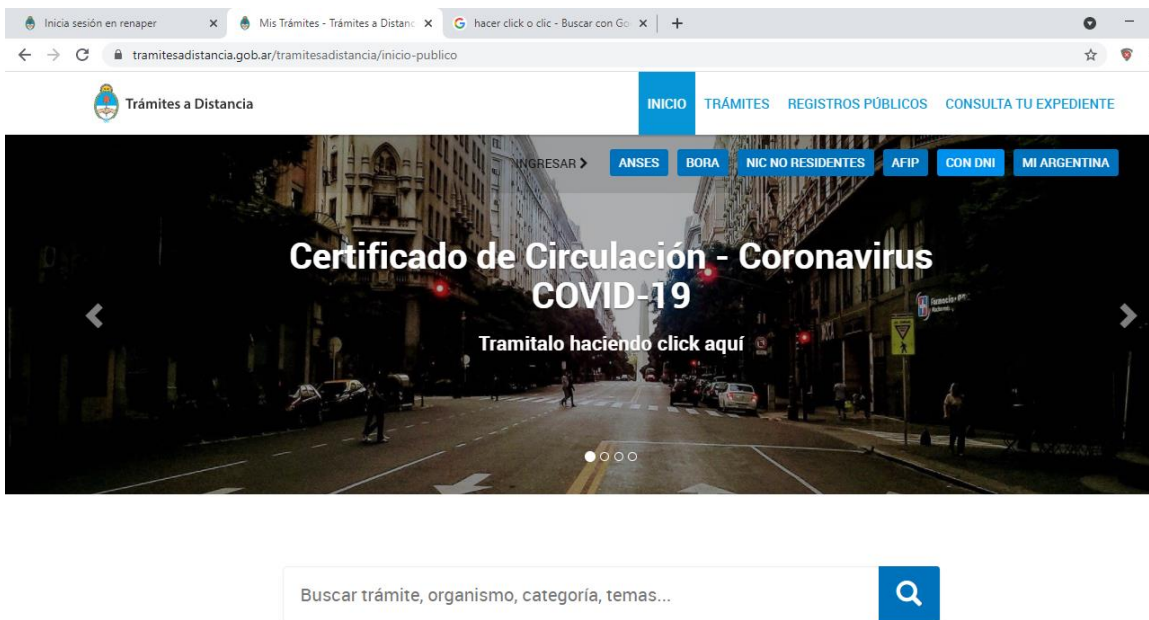 Inicia sesión en renaper
Mis Trámites - Trámites a Distanc
hacer click o clic - Buscar con Go
tramitesadistancia.gob.ar/tramitesadistancia/inicio-publico
Trámites a Distancia
INICIO TRÁMITES REGISTROS PÚBLICOS CONSULTA TU EXPEDIENTE
INGRESAR ANSES BORA NIC NO RESIDENTES AFIP CON DNI MI ARGENTINA
Certificado de Circulación - Coronavirus
COVID-19
Tramitalo haciendo click aquí
Buscar trámite, organismo, categoría, temas...